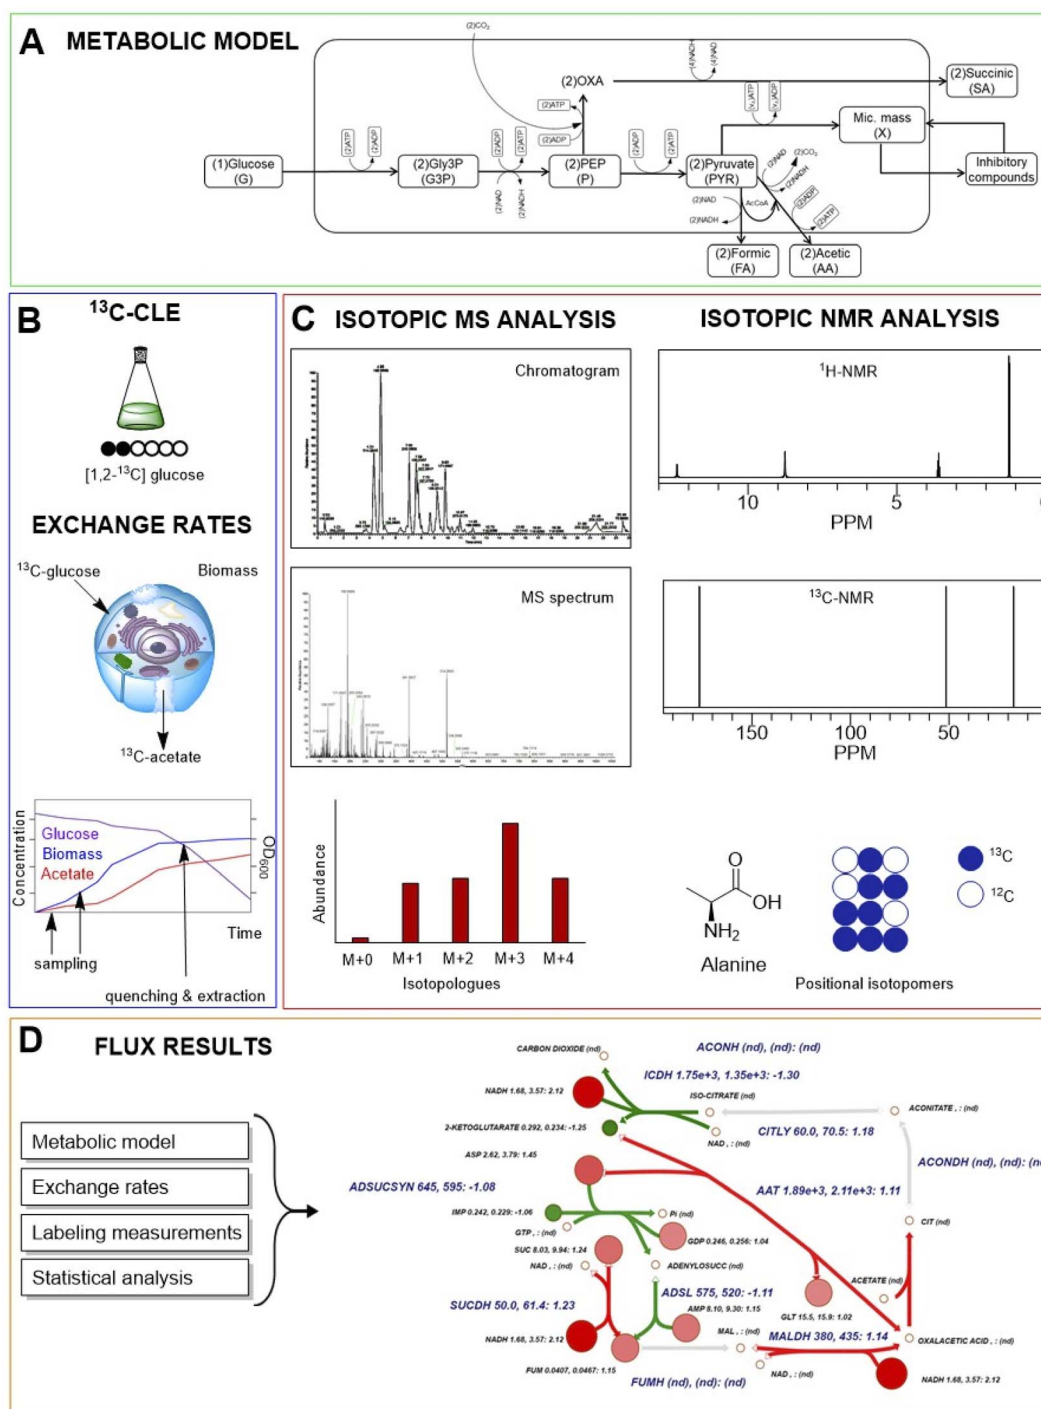 A METABOLIC MODEL
(2)CO₂
(4)NADH
(4)NAD
(2)OXA
(2)Succinic
(SA)
(2)ATP
(2)ADP
Mic. mass
(X)
(2)ATP
(2)ADP
(2)ADP
(2)ATP
(2)ADP
(2)ATP
(1)Glucose
(G)
(2)Gly3P
(G3P)
(2)PEP
(P)
(2)Pyruvate
(PYR)
(2)NAD
(2)CO₂
(2)NADH
Inhibitory
compounds
(2)NAD
(2)NADH
(2)NAD
(2)NADH
AcCoA
(2)ADP
(2)ATP
(2)Formic
(FA)
(2)Acetic
(AA)
B ¹³C-CLE
[1,2-¹³C] glucose
EXCHANGE RATES
¹³C-glucose
Biomass
¹³C-acetate
Concentration
Glucose
Biomass
Acetate
OD₆₀₀
Time
sampling
quenching & extraction
C ISOTOPIC MS ANALYSIS
ISOTOPIC NMR ANALYSIS
Chromatogram
¹H-NMR
10
5
PPM
MS spectrum
¹³C-NMR
150
100
50
PPM
Abundance
M+0
M+1
M+2
M+3
M+4
Isotopologues
O
OH
NH₂
Alanine
¹³C
¹²C
Positional isotopomers
D FLUX RESULTS
Metabolic model
Exchange rates
Labeling measurements
Statistical analysis
CARBON DIOXIDE (nd)
ACONH (nd), (nd): (nd)
ICDH 1.75e+3, 1.35e+3: -1.30
NADH 1.68, 3.57: 2.12
ISO-CITRATE (nd)
ACONITATE , : (nd)
2-KETOGLUTARATE 0.292, 0.234: -1.25
CITLY 60.0, 70.5: 1.18
NAD , : (nd)
ASP 2.62, 3.79: 1.45
ACONDH (nd), (nd): (n
ADSUCSYN 645, 595: -1.08
AAT 1.89e+3, 2.11e+3: 1.11
IMP 0.242, 0.229: -1.06
Pi (nd)
CIT (nd)
GTP , : (nd)
GDP 0.246, 0.256: 1.04
SUC 8.03, 9.94: 1.24
NAD , : (nd)
ADENYLOSUCC (nd)
ACETATE (nd)
ADSL 575, 520: -1.11
SUCDH 50.0, 61.4: 1.23
AMP 8.10, 9.30: 1.15
GLT 15.5, 15.9: 1.02
NADH 1.68, 3.57: 2.12
MAL , : (nd)
MALDH 380, 435: 1.14
OXALACETIC ACID , : (nd)
FUM 0.0407, 0.0467: 1.15
FUMH (nd), (nd): (nd)
NAD , : (nd)
NADH 1.68, 3.57: 2.12